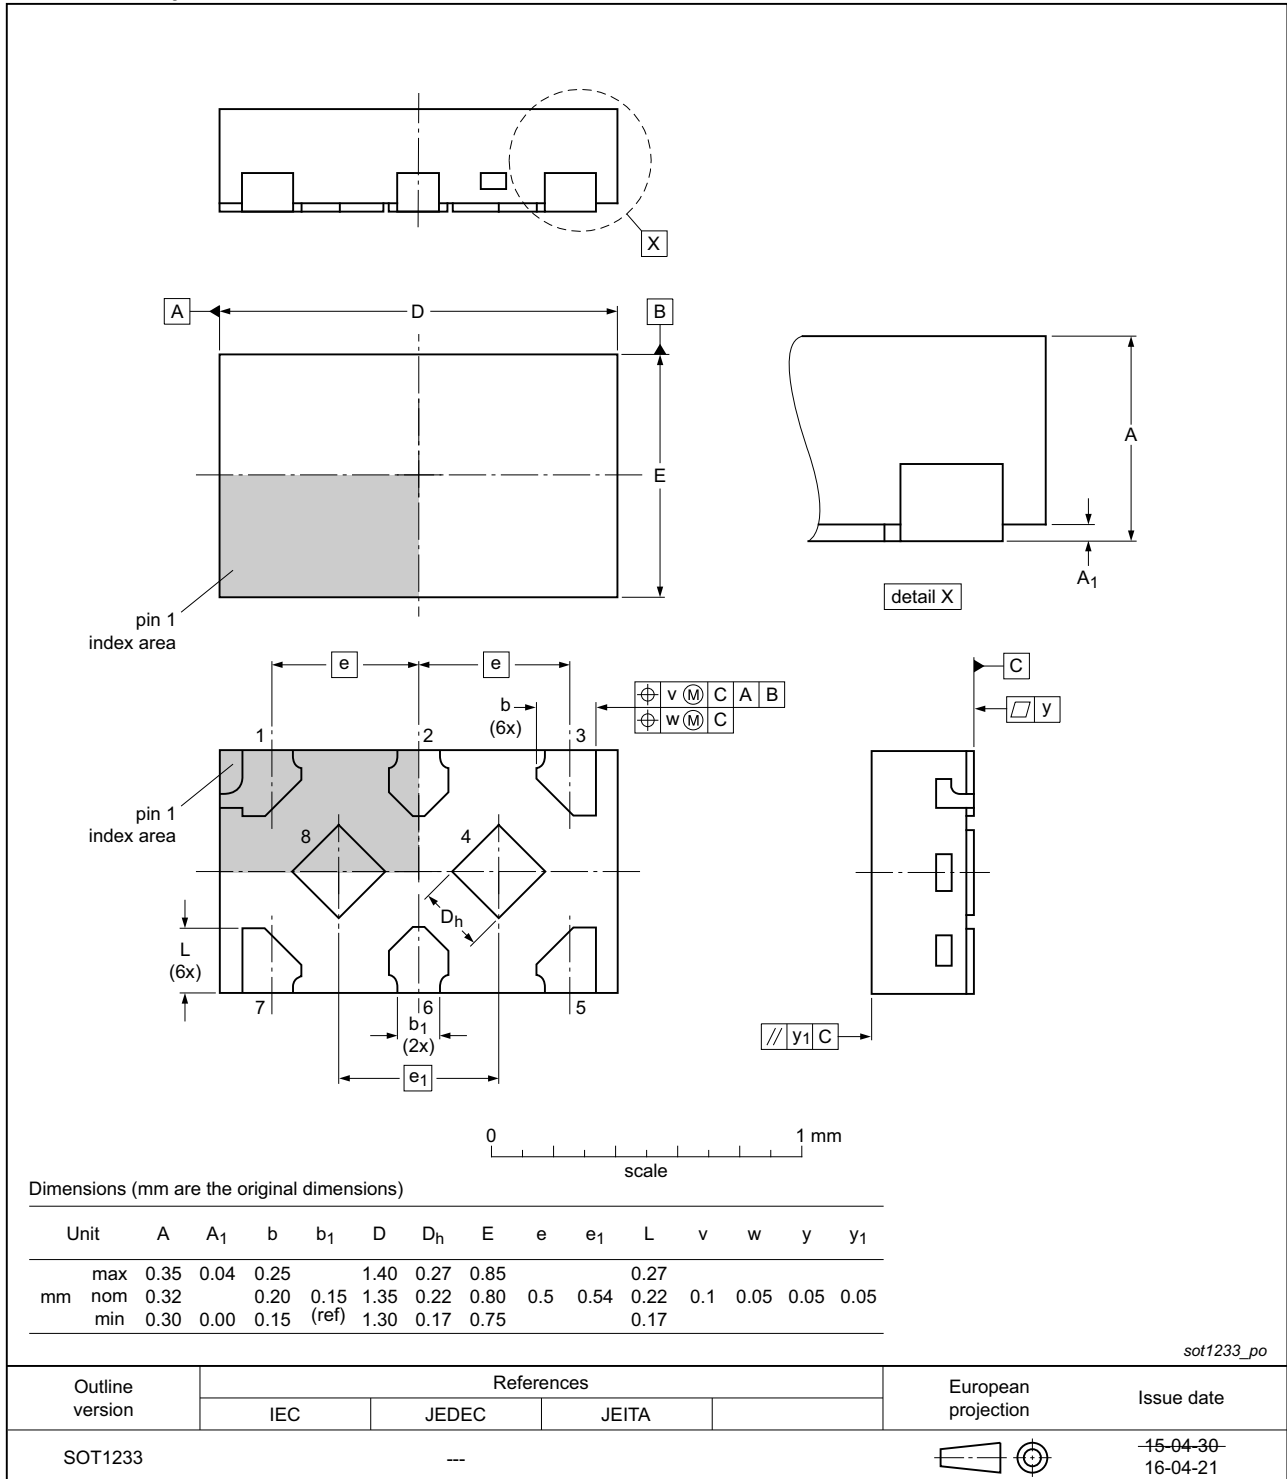 X
A
D
B
E
pin 1
index area
A
A1
detail X
e
e
C
b
(6x)
v M C A B
w M C
y
1
2
3
pin 1
index area
8
4
Dh
L
(6x)
7
6
5
b1
(2x)
e1
// y1 C
0
1 mm
scale
Dimensions (mm are the original dimensions)
Unit A A1 b b1 D Dh E e e1 L v w y y1
max 0.35 0.04 0.25 1.40 0.27 0.85 0.27
mm nom 0.32 0.20 0.15 1.35 0.22 0.80 0.5 0.54 0.22 0.1 0.05 0.05 0.05
min 0.30 0.00 0.15 (ref) 1.30 0.17 0.75 0.17
sot1233_po
Outline
version
References
IEC JEDEC JEITA
European
projection
Issue date
SOT1233
---
15-04-30
16-04-21